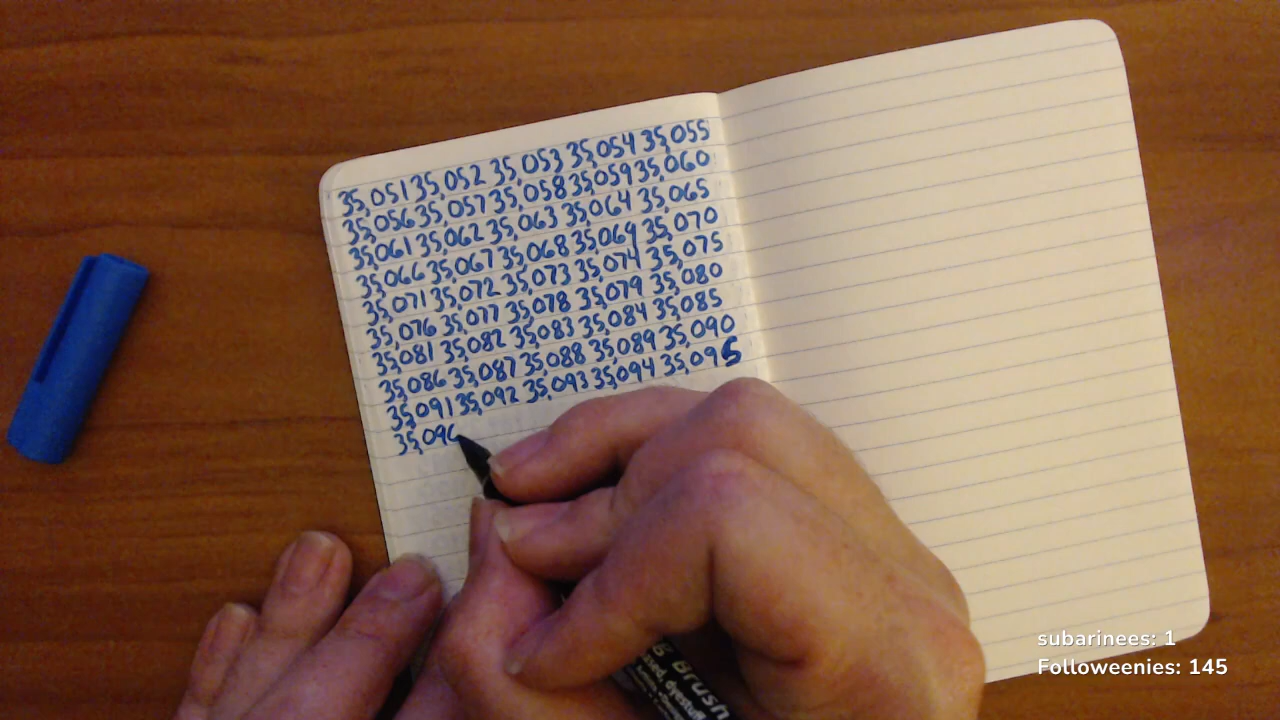 35,051 35,052 35,053 35,054 35,055
35,056 35,057 35,058 35,059 35,060
35,061 35,062 35,063 35,064 35,065
35,066 35,067 35,068 35,069 35,070
35,071 35,072 35,073 35,074 35,075
35,076 35,077 35,078 35,079 35,080
35,081 35,082 35,083 35,084 35,085
35,086 35,087 35,088 35,089 35,090
35,091 35,092 35,093 35,094 35,095
35,096
Brush
dyestuff
subarinees: 1
Followeenies: 145